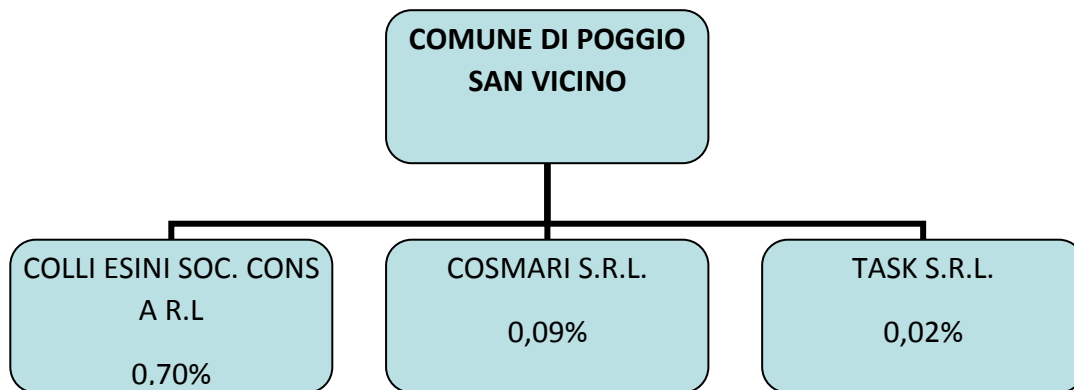 COMUNE DI POGGIO
SAN VICINO
COLLI ESINI SOC. CONS
A R.L
0,70%
COSMARI S.R.L.
0,09%
TASK S.R.L.
0,02%